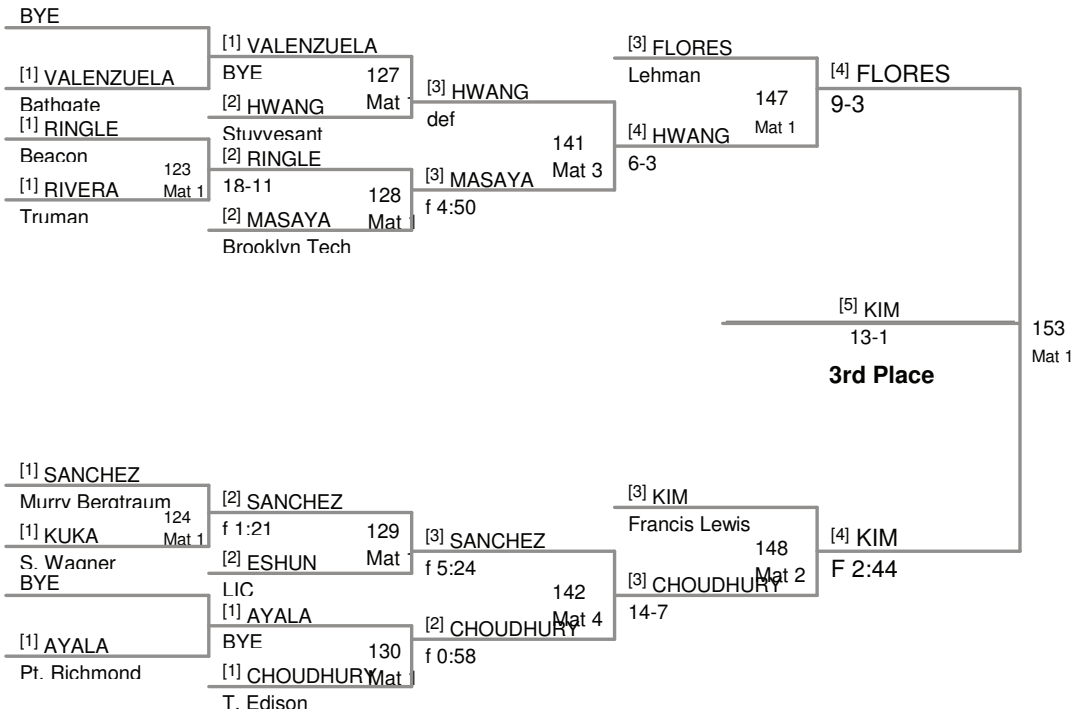 BYE
[1] VALENZUELA
Bathgate
[1] RINGLE
Beacon
123
Mat 1
[1] RIVERA
Truman
[1] VALENZUELA
BYE
127
Mat 1
[2] HWANG
Stuyvesant
[2] RINGLE
18-11
128
Mat 1
[2] MASAYA
Brooklyn Tech
[3] HWANG
def
141
Mat 3
[3] MASAYA
f 4:50
[3] FLORES
Lehman
147
Mat 1
[4] HWANG
6-3
[4] FLORES
9-3
[5] KIM
13-1
3rd Place
153
Mat 1
[1] SANCHEZ
Murry Bergtraum
124
Mat 1
[1] KUKA
S. Wagner
BYE
[1] AYALA
Pt. Richmond
[2] SANCHEZ
f 1:21
129
Mat 1
[2] ESHUN
LIC
[1] AYALA
BYE
130
Mat 1
[1] CHOUDHURY
T. Edison
[3] SANCHEZ
f 5:24
142
Mat 4
[2] CHOUDHURY
f 0:58
[3] KIM
Francis Lewis
148
Mat 2
[3] CHOUDHURY
14-7
[4] KIM
F 2:44